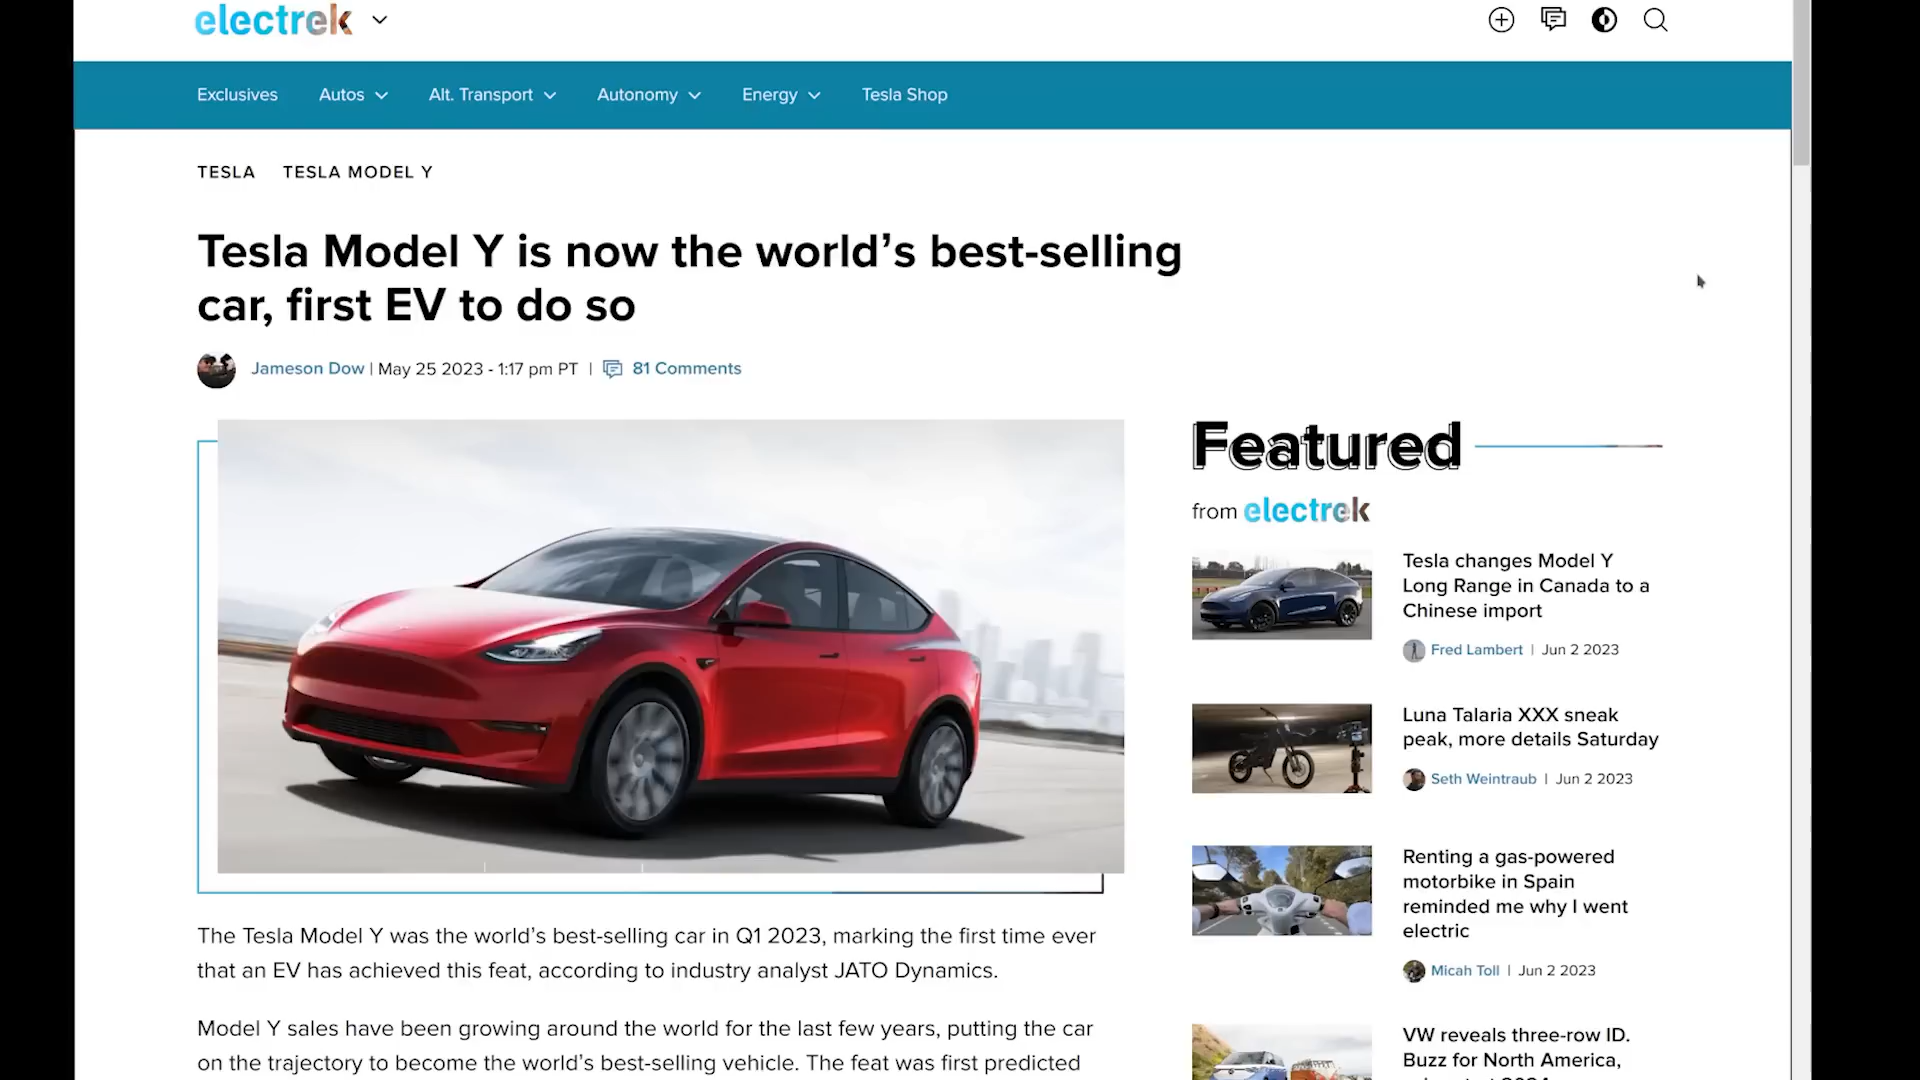 electrek
Exclusives
Autos
Alt. Transport
Autonomy
Energy
Tesla Shop
TESLA
TESLA MODEL Y
Tesla Model Y is now the world’s best-selling
car, first EV to do so
Jameson Dow | May 25 2023 - 1:17 pm PT | 81 Comments
The Tesla Model Y was the world’s best-selling car in Q1 2023, marking the first time ever
that an EV has achieved this feat, according to industry analyst JATO Dynamics.
Model Y sales have been growing around the world for the last few years, putting the car
on the trajectory to become the world’s best-selling vehicle. The feat was first predicted
Featured
from electrek
Tesla changes Model Y
Long Range in Canada to a
Chinese import
Fred Lambert | Jun 2 2023
Luna Talaria XXX sneak
peak, more details Saturday
Seth Weintraub | Jun 2 2023
Renting a gas-powered
motorbike in Spain
reminded me why I went
electric
Micah Toll | Jun 2 2023
VW reveals three-row ID.
Buzz for North America,